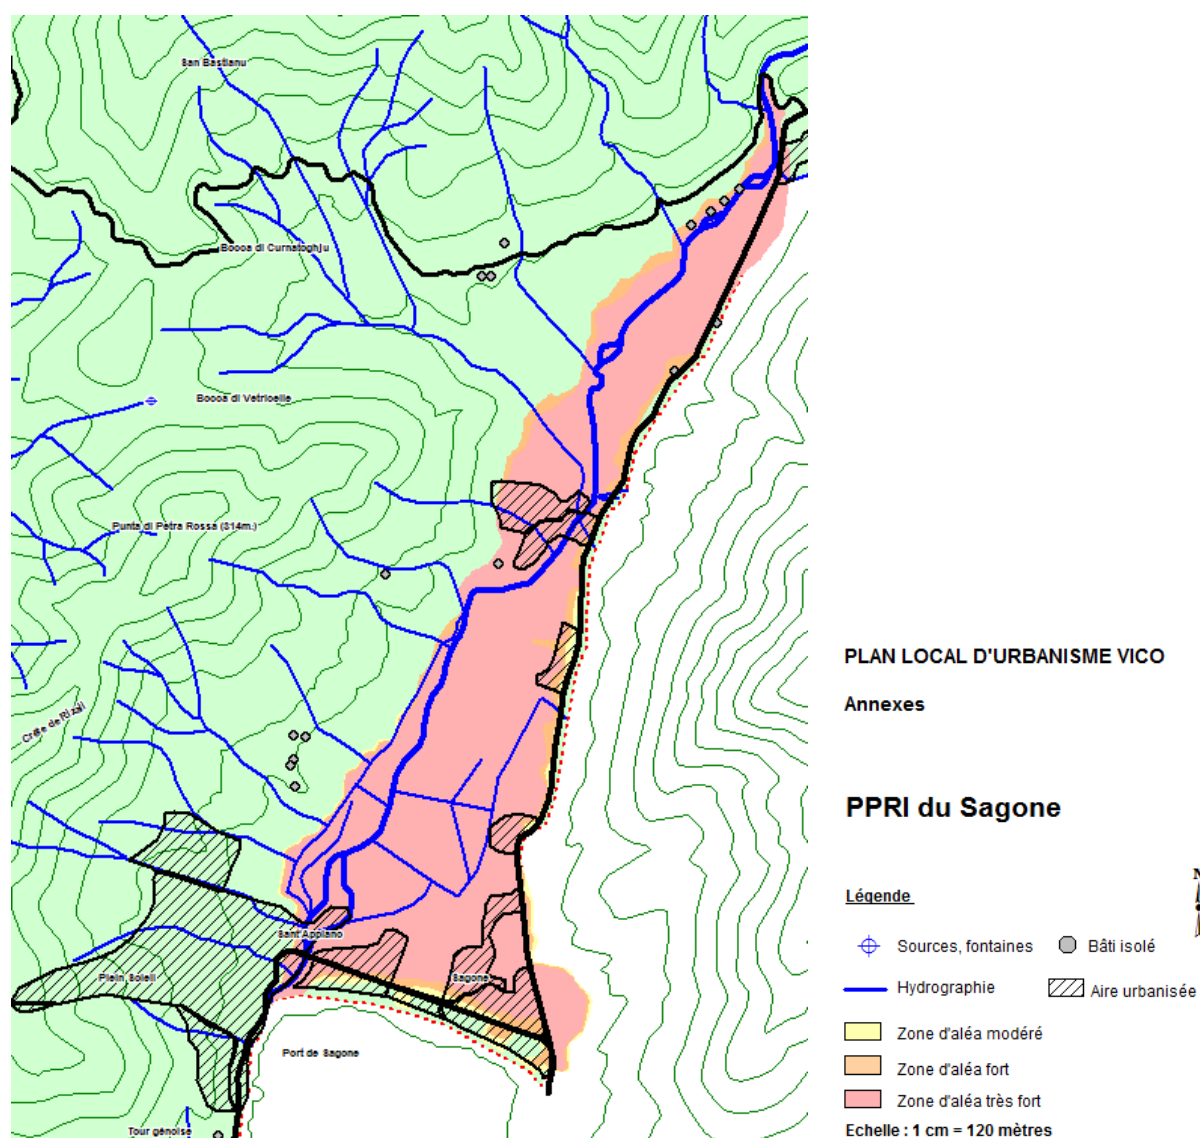 San Bastianu
Bocca di Curnatoghju
Bocca di Vetricelle
Punta di Petra Rossa (314m.)
Crête de Rizail
Sant'Appiano
Plein Soleil
Sagone
Port de Sagone
Tour génoise
PLAN LOCAL D'URBANISME VICO
Annexes
PPRI du Sagone
N
Légende
Sources, fontaines
Bâti isolé
Hydrographie
Aire urbanisée
Zone d'aléa modéré
Zone d'aléa fort
Zone d'aléa très fort
Echelle : 1 cm = 120 mètres